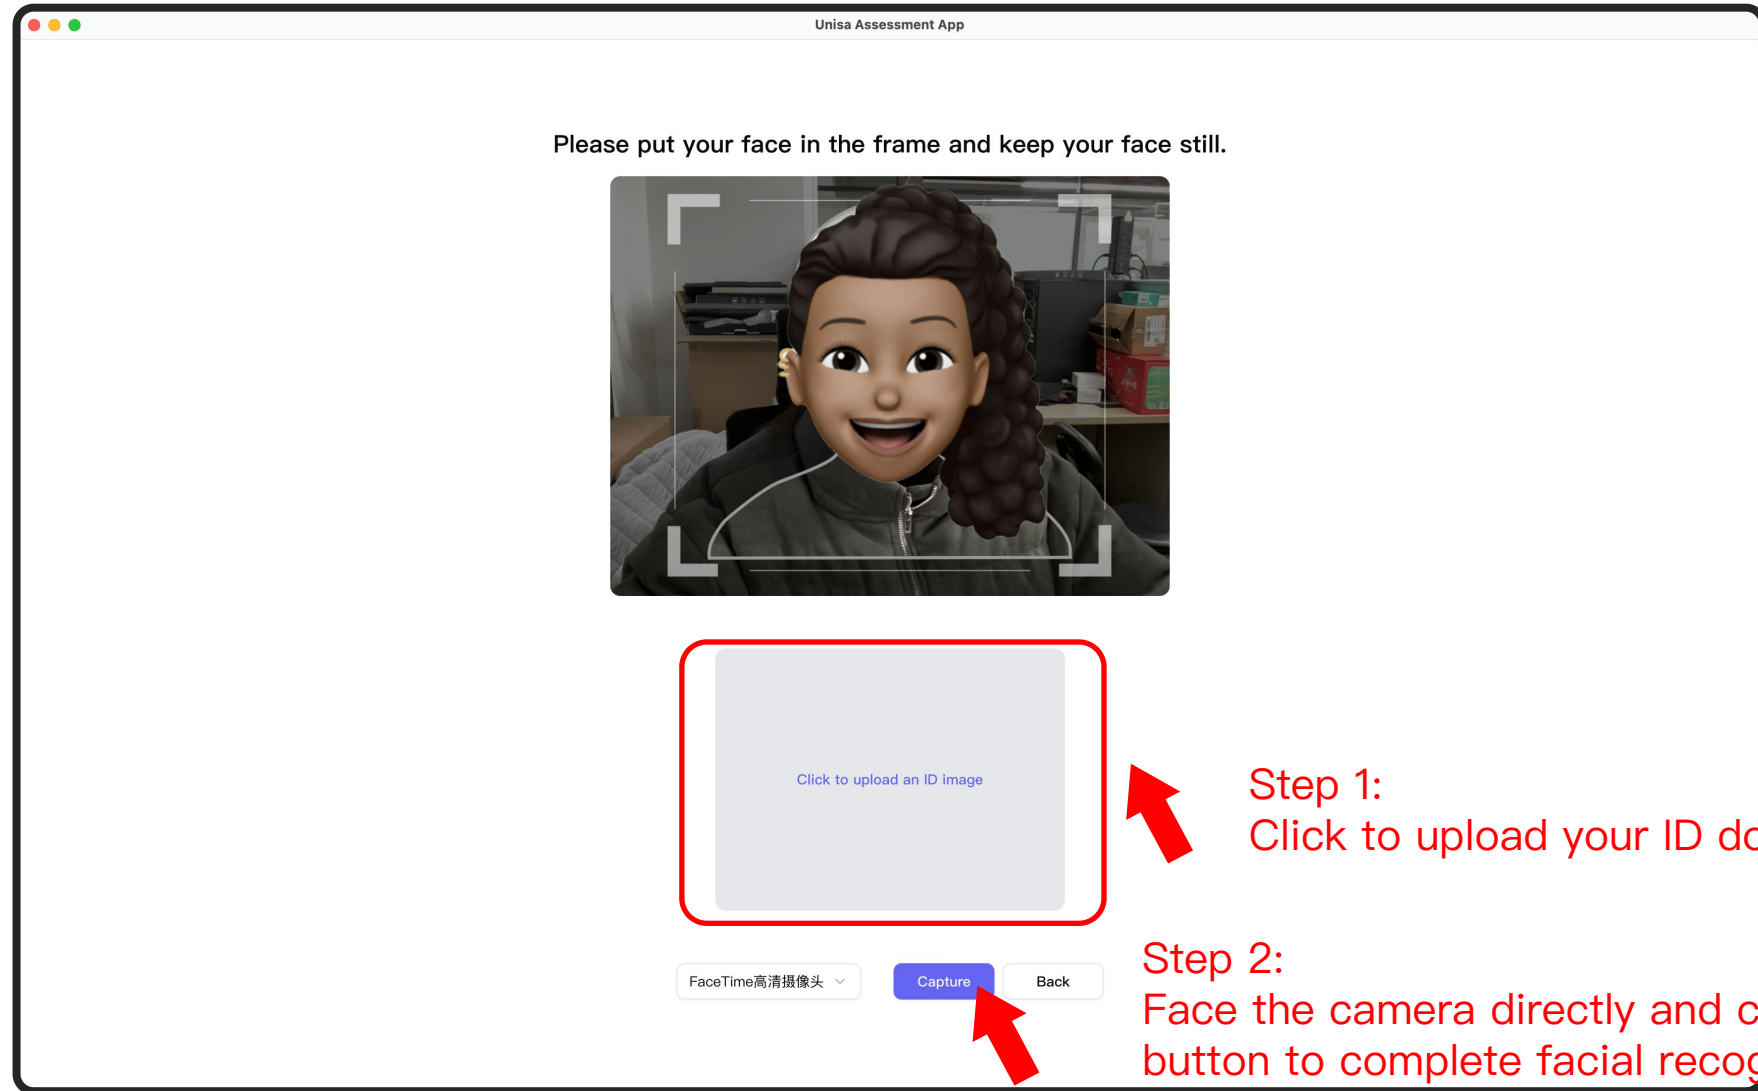 Unisa Assessment App
Please put your face in the frame and keep your face still.
Click to upload an ID image
Step 1:
Click to upload your ID
Step 2:
FaceTime高清摄像头
Capture
Back
Face the camera directly and
button to complete facial